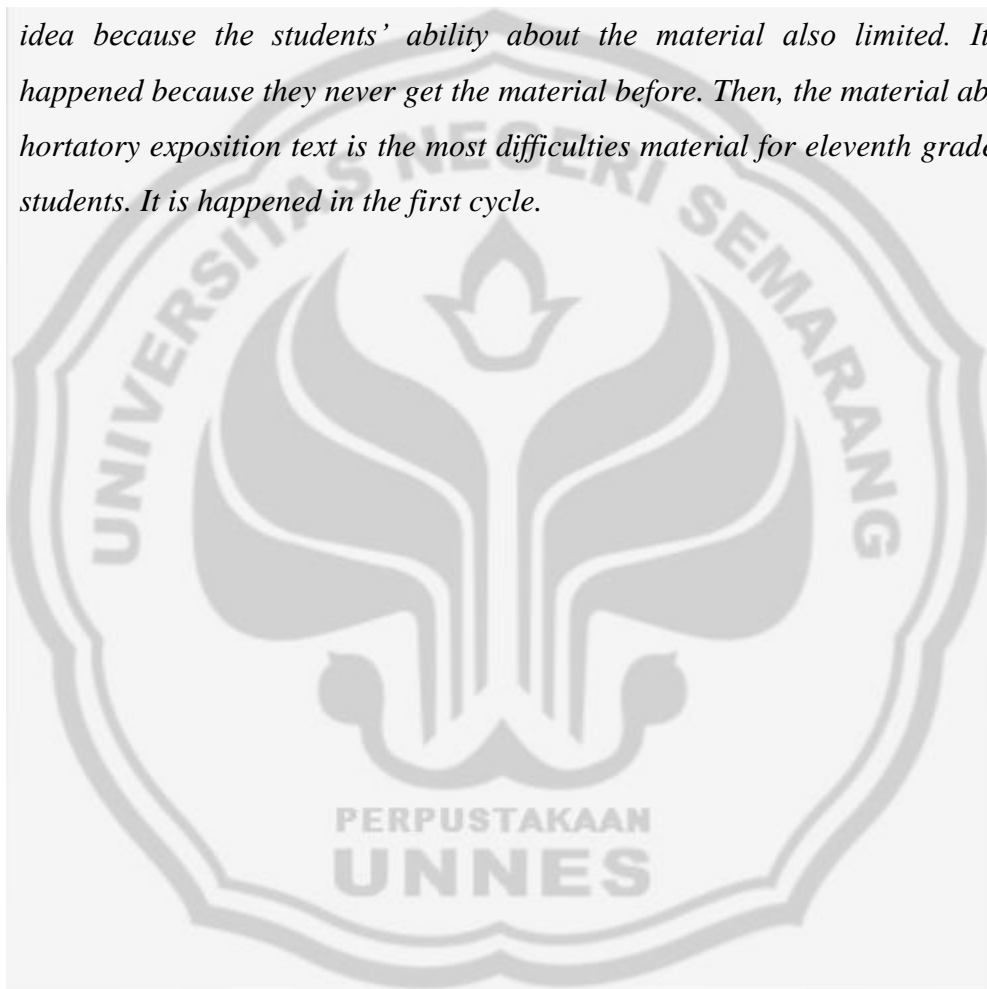 idea because the students’ ability about the material also limited. It
happened because they never get the material before. Then, the material ab
hortatory exposition text is the most difficulties material for eleventh grade
students. It is happened in the first cycle.
UNIVERSITAS NEGERI SEMARANG
PERPUSTAKAAN
UNNES